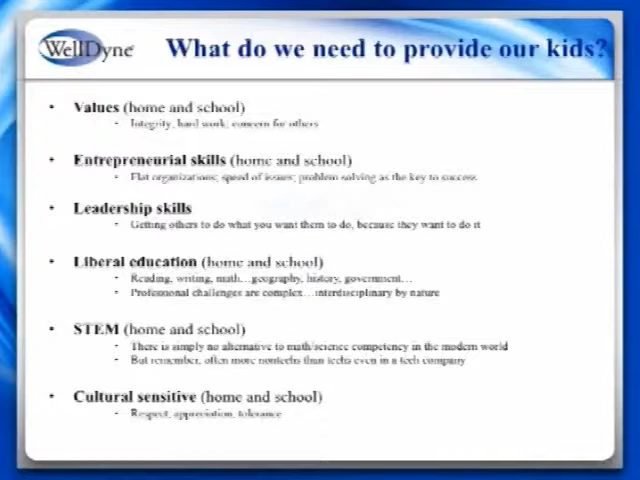 WellDyne
What do we need to provide our kids?
• Values (home and school)
- Integrity, hard work, concern for others
• Entrepreneurial skills (home and school)
- Flat organizations; speed of issues; problem solving as the key to success
• Leadership skills
- Getting others to do what you want them to do, because they want to do it
• Liberal education (home and school)
- Reading, writing, math…geography, history, government…
- Professional challenges are complex…interdisciplinary by nature
• STEM (home and school)
- There is simply no alternative to math/science competency in the modern world
- But remember, often more nontechs than techs even in a tech company
• Cultural sensitive (home and school)
- Respect, appreciation, tolerance